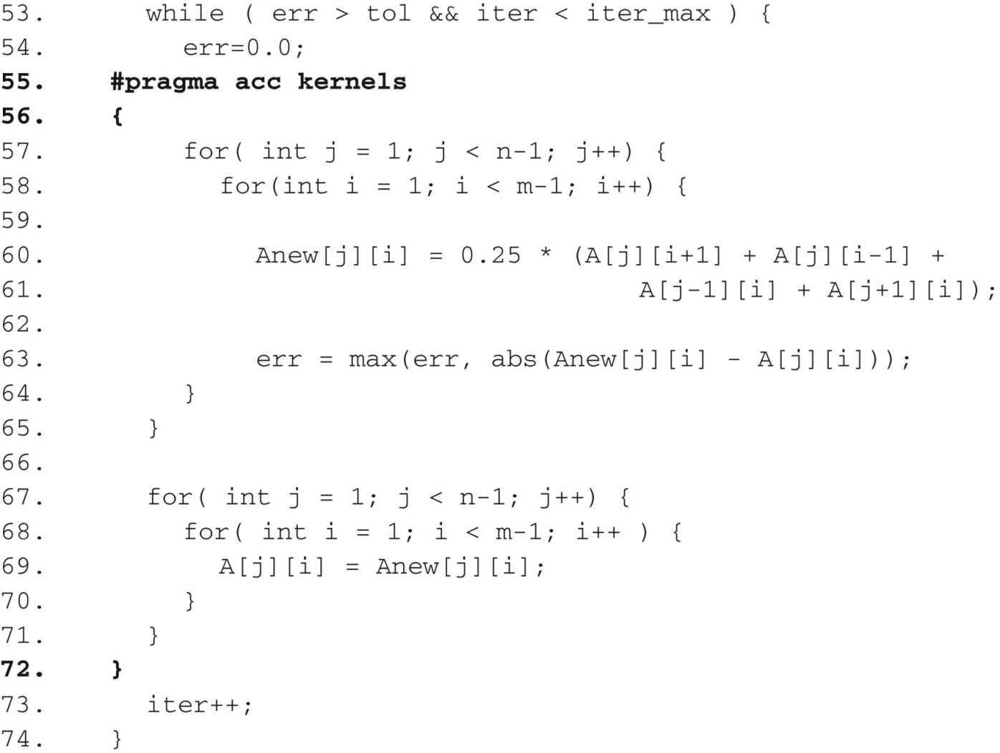 53.       while ( err > tol && iter < iter_max ) {
54.          err=0.0;
55.     #pragma acc kernels
56.     {
57.          for( int j = 1; j < n-1; j++) {
58.             for(int i = 1; i < m-1; i++) {
59.
60.                Anew[j][i] = 0.25 * (A[j][i+1] + A[j][i-1] +
61.                                     A[j-1][i] + A[j+1][i]);
62.
63.                err = max(err, abs(Anew[j][i] - A[j][i]));
64.          }
65.       }
66.
67.       for( int j = 1; j < n-1; j++) {
68.          for( int i = 1; i < m-1; i++ ) {
69.            A[j][i] = Anew[j][i];
70.          }
71.       }
72.     }
73.       iter++;
74.     }